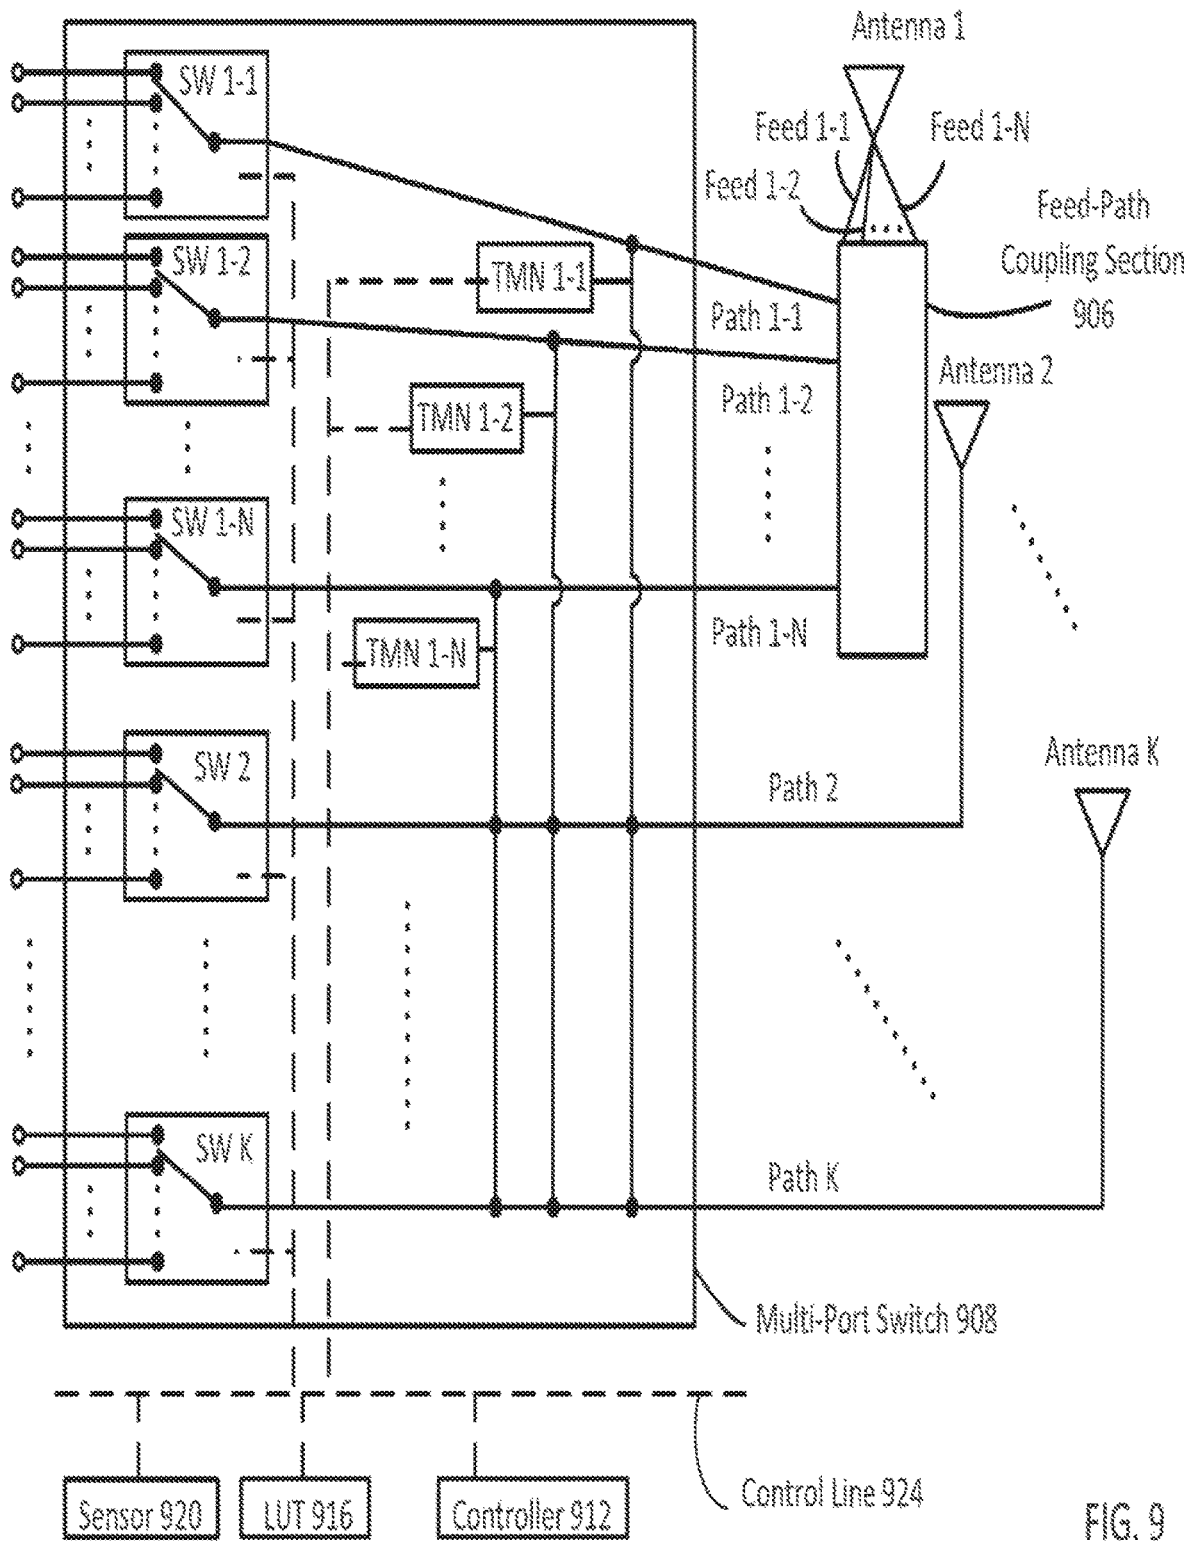 Antenna 1
SW 1-1
Feed 1-1
Feed 1-N
Feed 1-2
Feed-Path
Coupling Section
906
SW 1-2
TMN 1-1
Path 1-1
Antenna 2
Path 1-2
TMN 1-2
SW 1-N
Path 1-N
TMN 1-N
SW 2
Path 2
Antenna K
SW K
Path K
Multi-Port Switch 908
Control Line 924
Sensor 920
LUT 916
Controller 912
FIG. 9